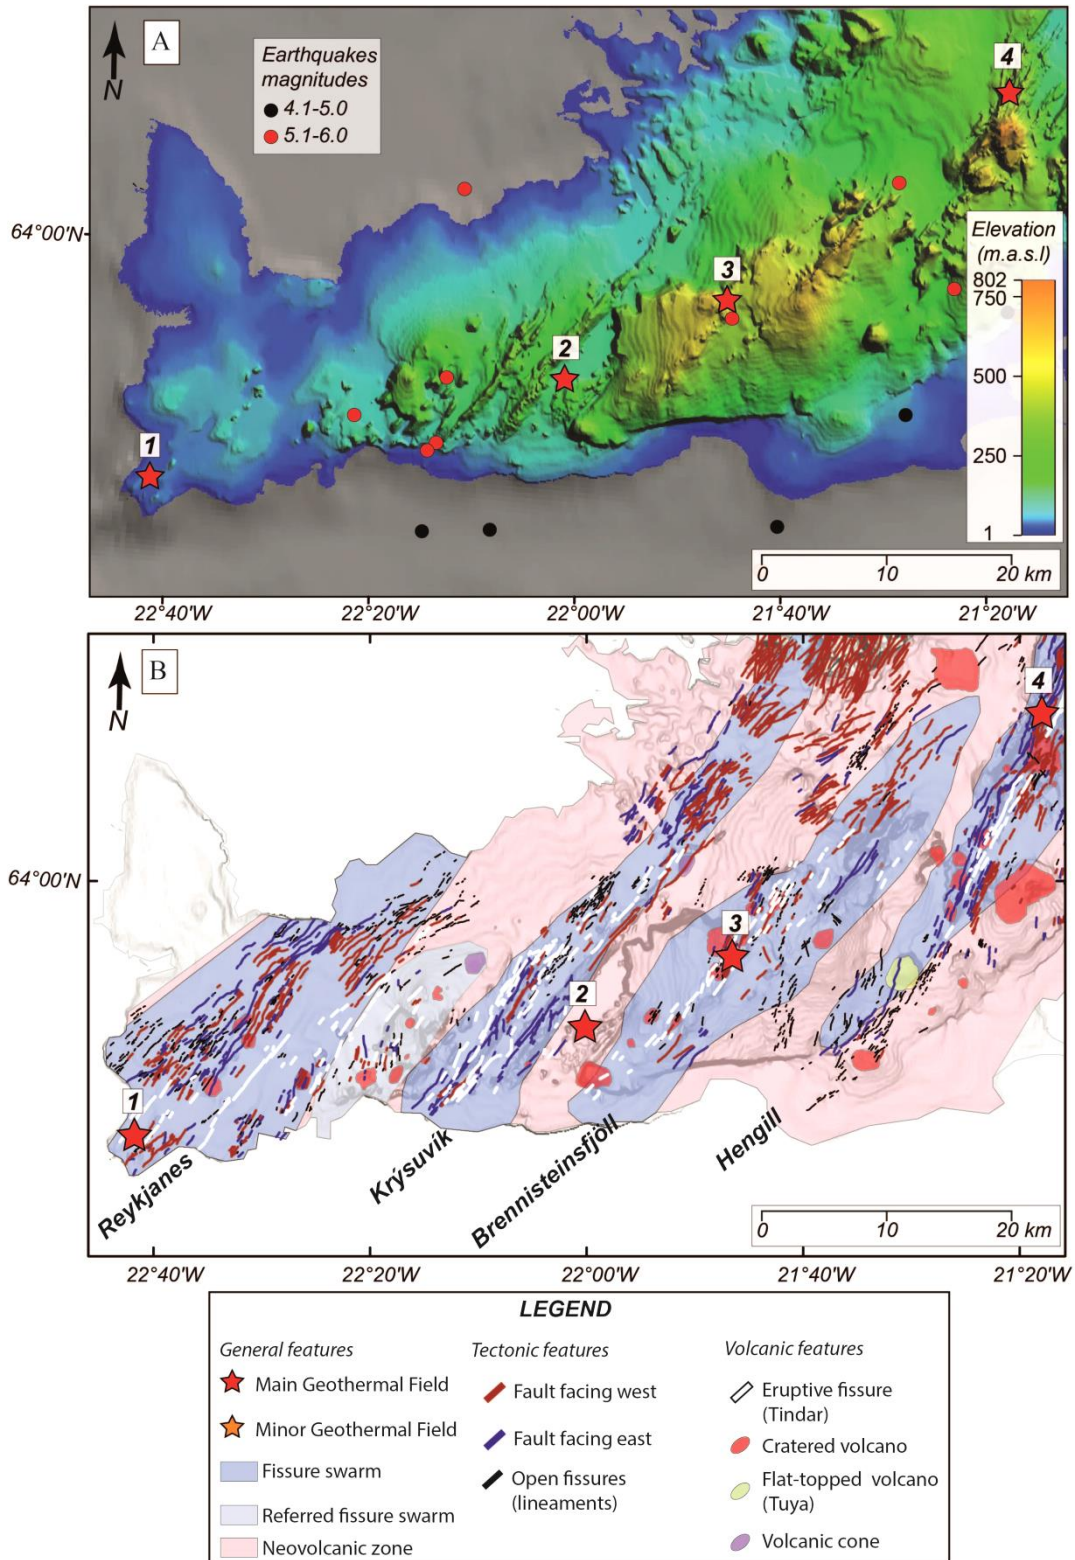 A
N
Earthquakes
magnitudes
4.1-5.0
5.1-6.0
4
64°00'N
3
Elevation
(m.a.s.l)
802
750
2
500
1
250
1
0 10 20 km
22°40'W 22°20'W 22°00'W 21°40'W 21°20'W
B
N
4
64°00'N
3
2
1
Reykjanes
Krýsuvík
Brennisteinsfjöll
Hengill
0 10 20 km
22°40'W 22°20'W 22°00'W 21°40'W 21°20'W
LEGEND
General features
Main Geothermal Field
Minor Geothermal Field
Fissure swarm
Referred fissure swarm
Neovolcanic zone
Tectonic features
Fault facing west
Fault facing east
Open fissures
(lineaments)
Volcanic features
Eruptive fissure
(Tindar)
Cratered volcano
Flat-topped volcano
(Tuya)
Volcanic cone